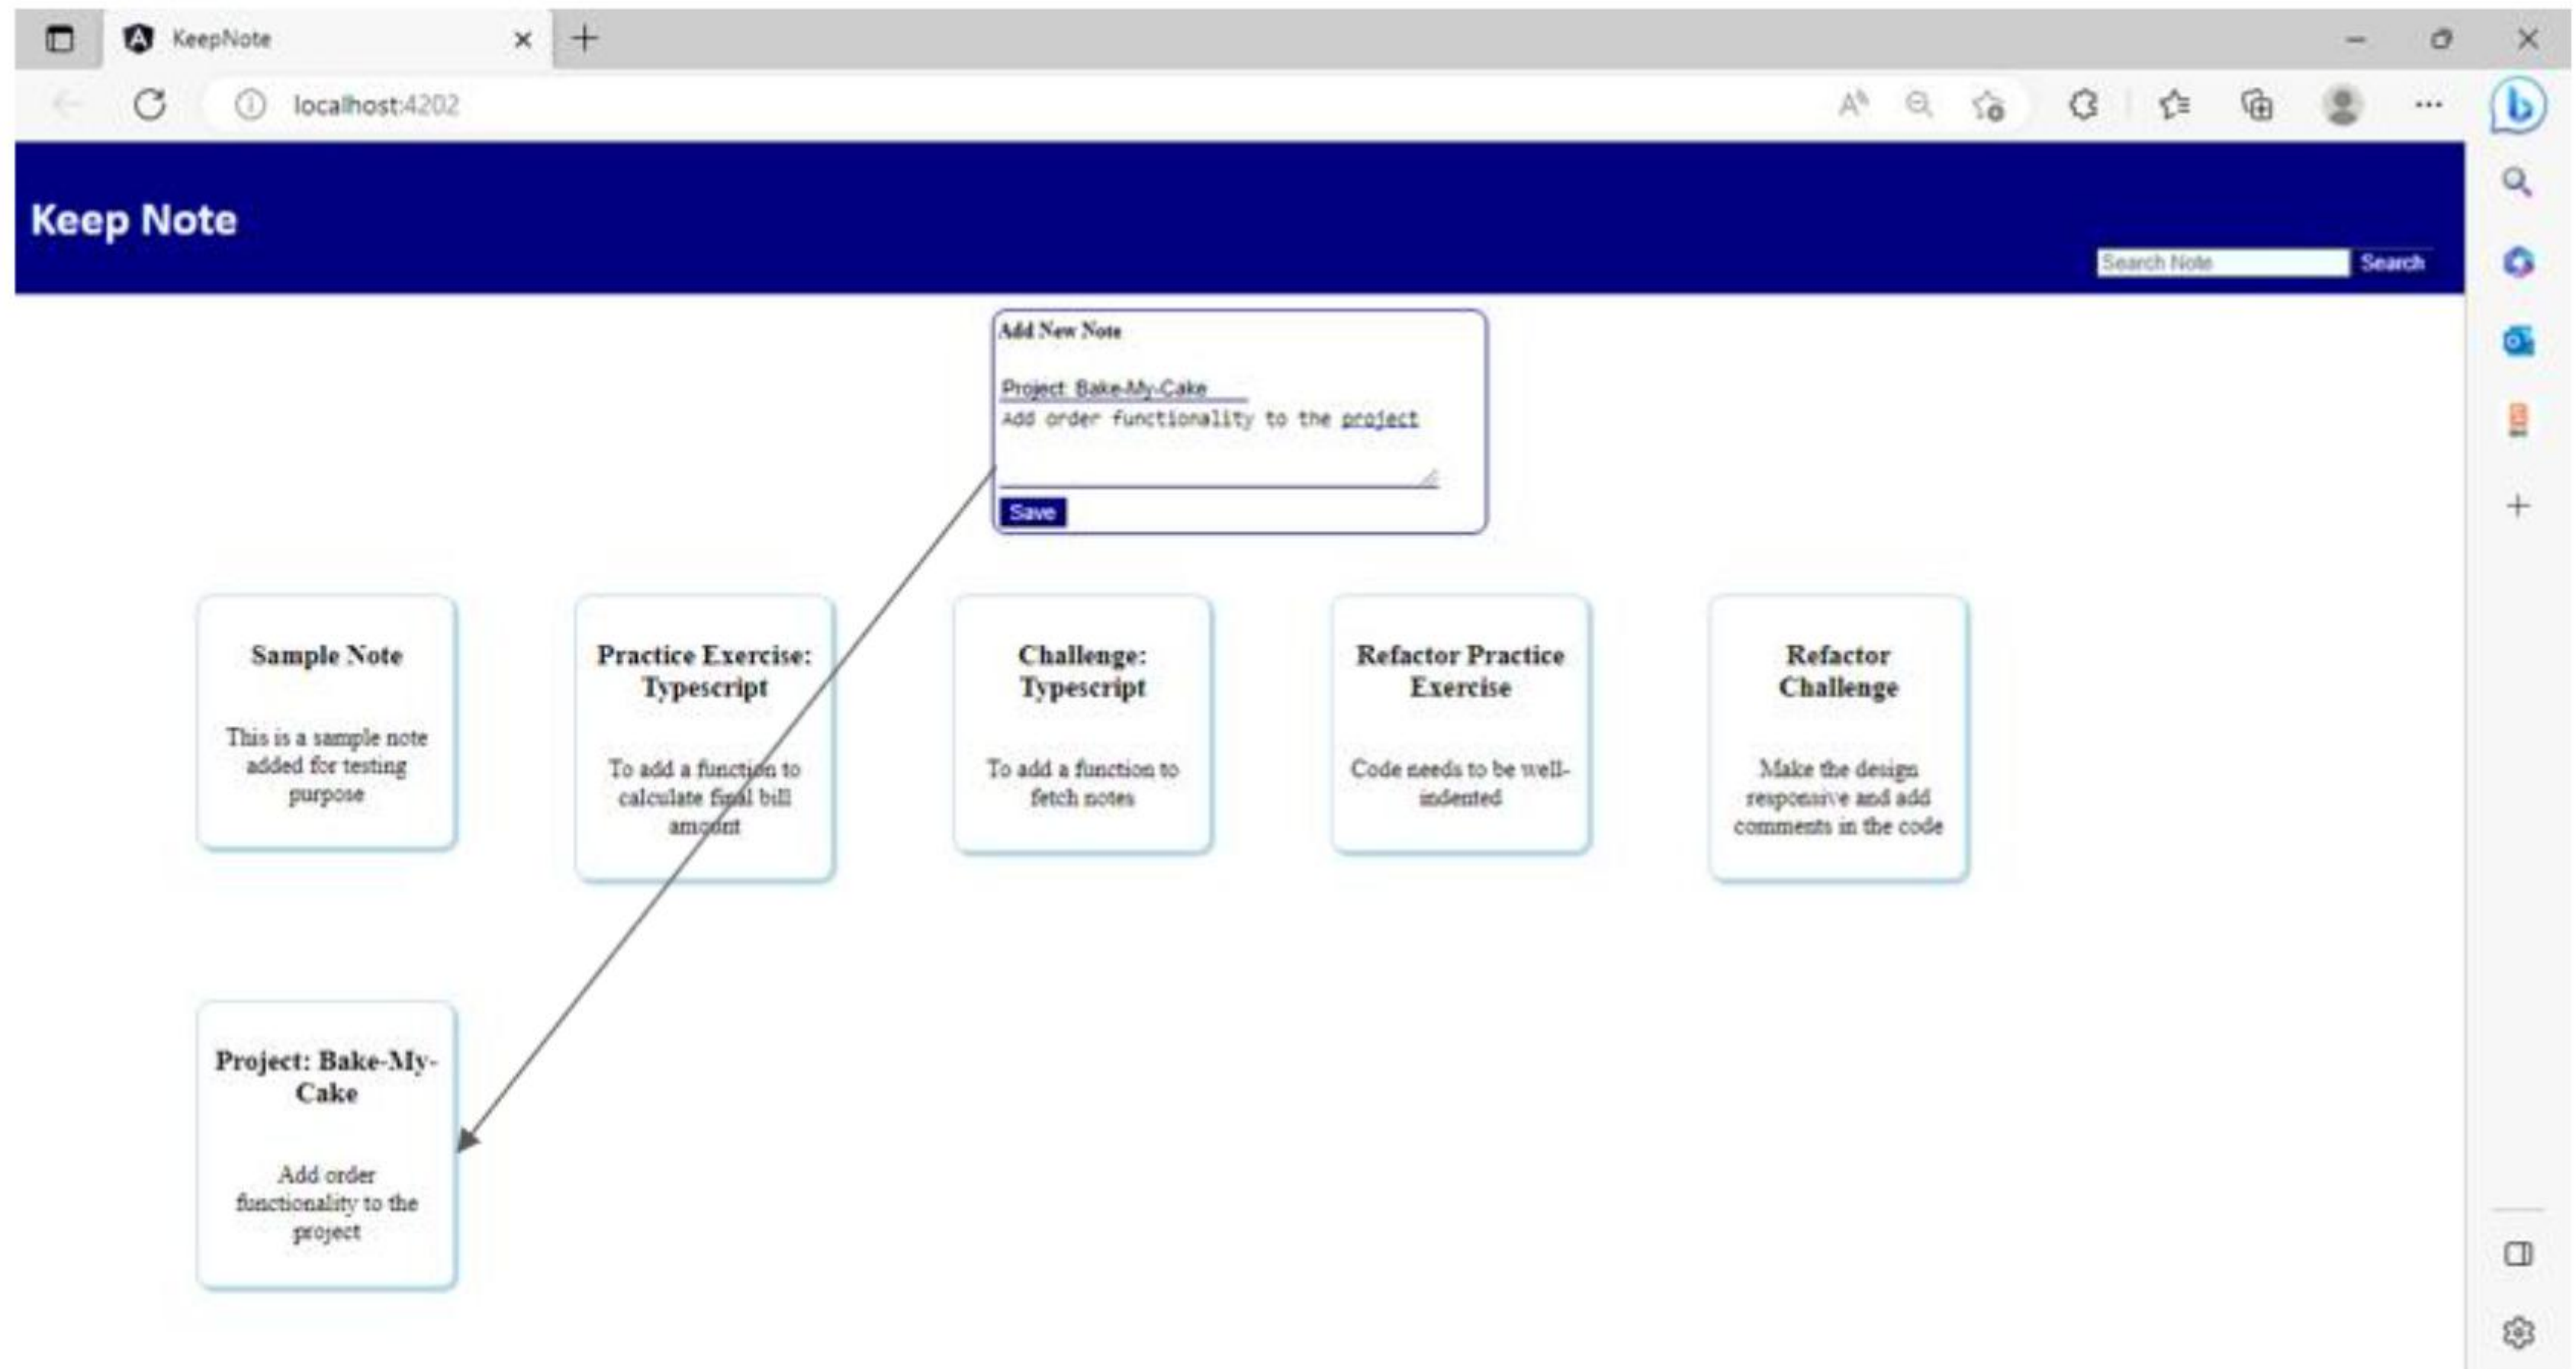 KeepNote
localhost:4202
Keep Note
Search Note Search
Add New Note
Project: Bake-My-Cake
Add order functionality to the project
Save
Sample Note
This is a sample note
added for testing
purpose
Practice Exercise:
Typescript
To add a function to
calculate final bill
amount
Challenge:
Typescript
To add a function to
fetch notes
Refactor Practice
Exercise
Code needs to be well-
indented
Refactor
Challenge
Make the design
responsive and add
comments in the code
Project: Bake-My-
Cake
Add order
functionality to the
project